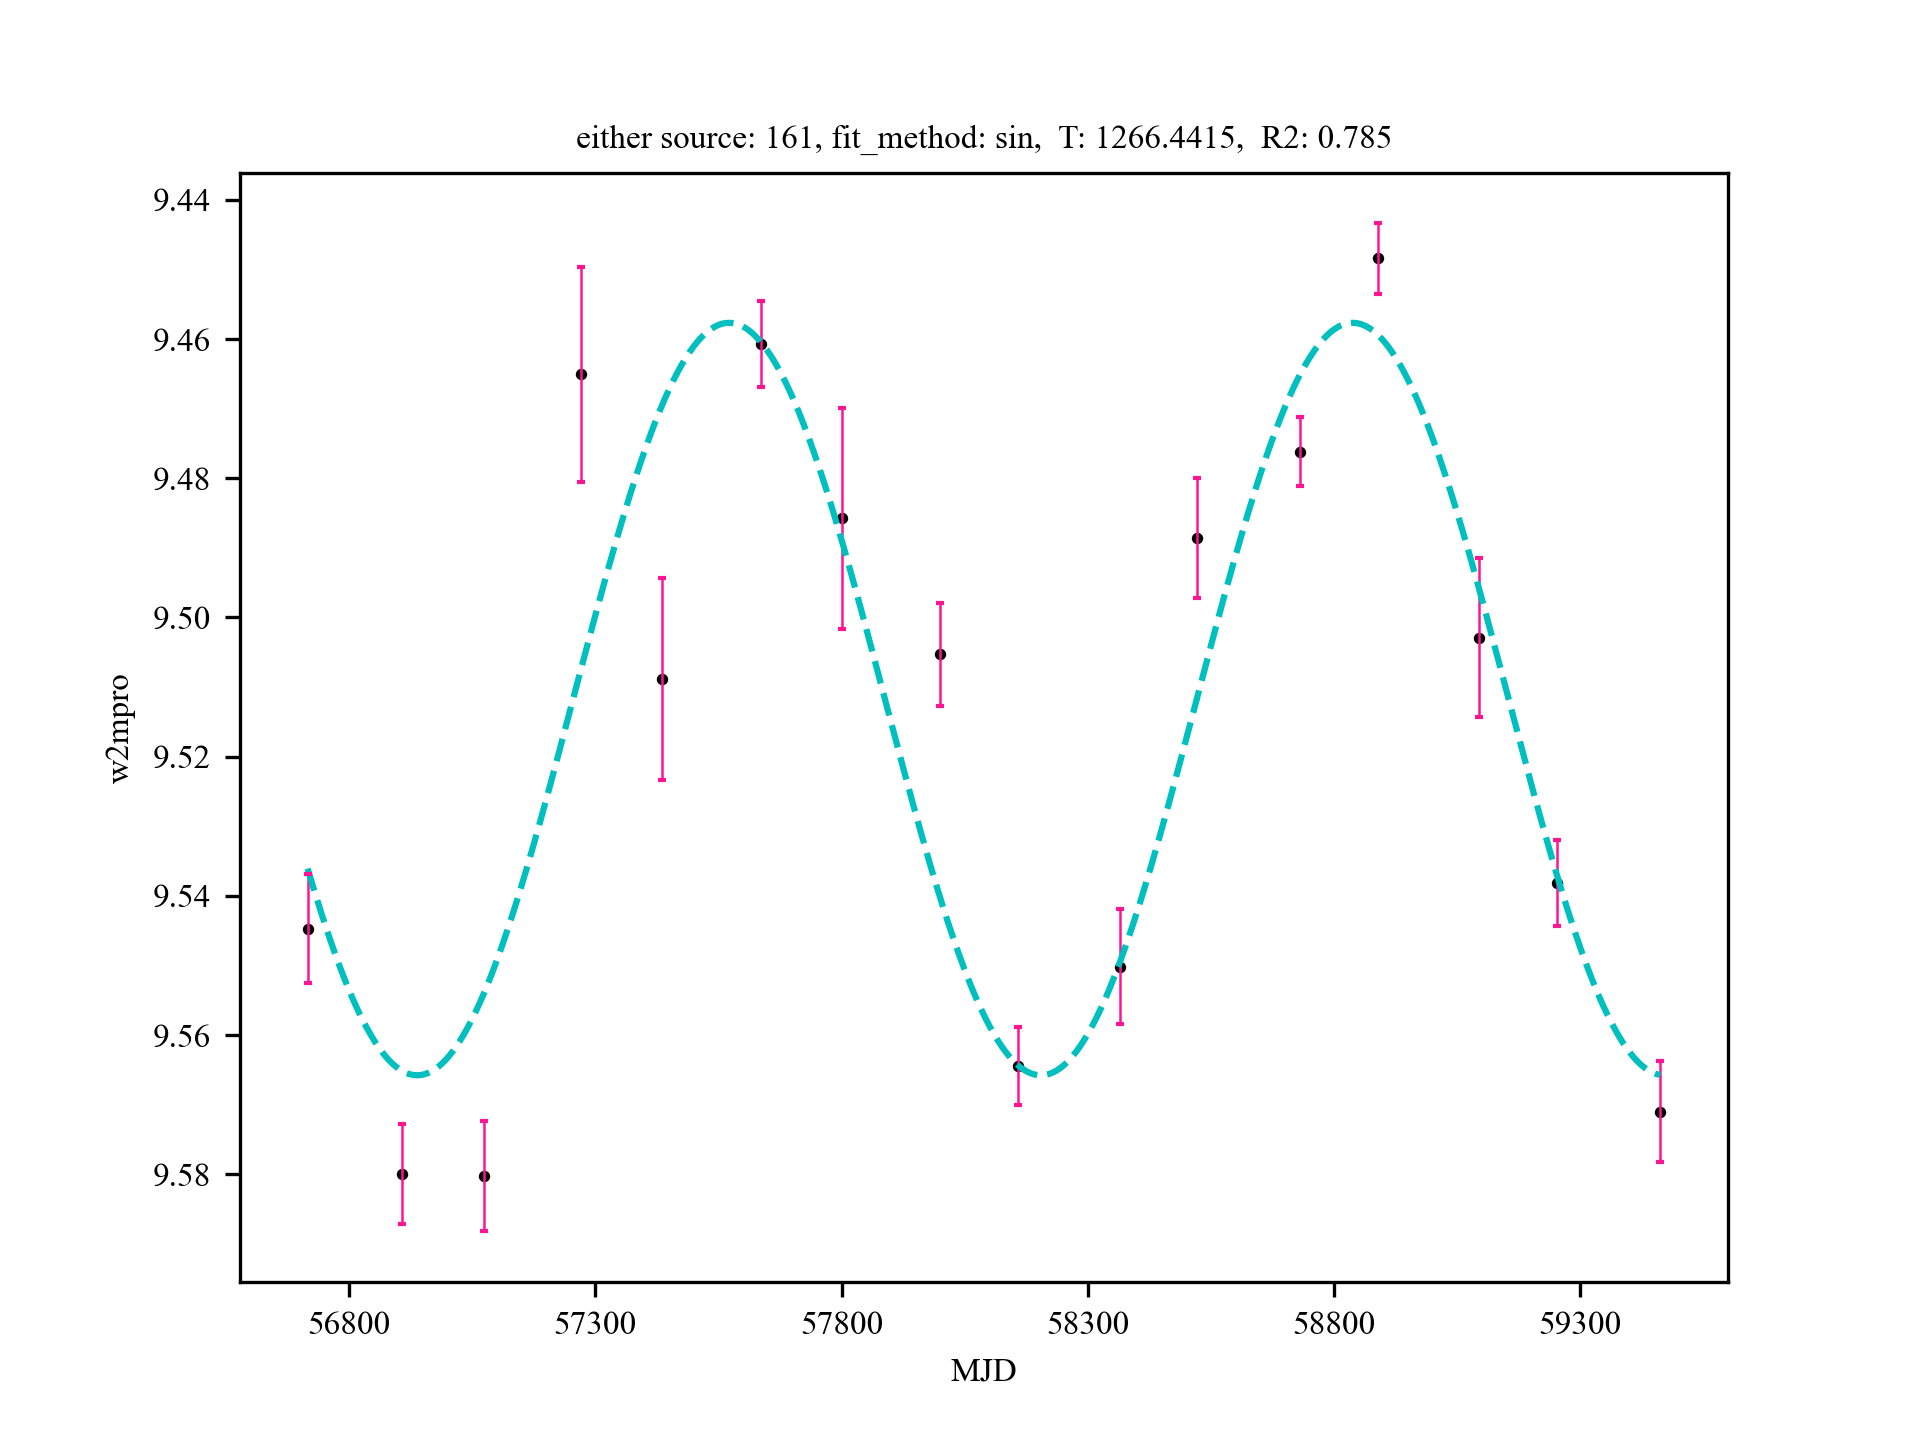 either source: 161, fit_method: sin,  T: 1266.4415,  R2: 0.785
9.44
9.46
9.48
9.50
9.52
9.54
9.56
9.58
w2mpro
56800 57300 57800 58300 58800 59300
MJD